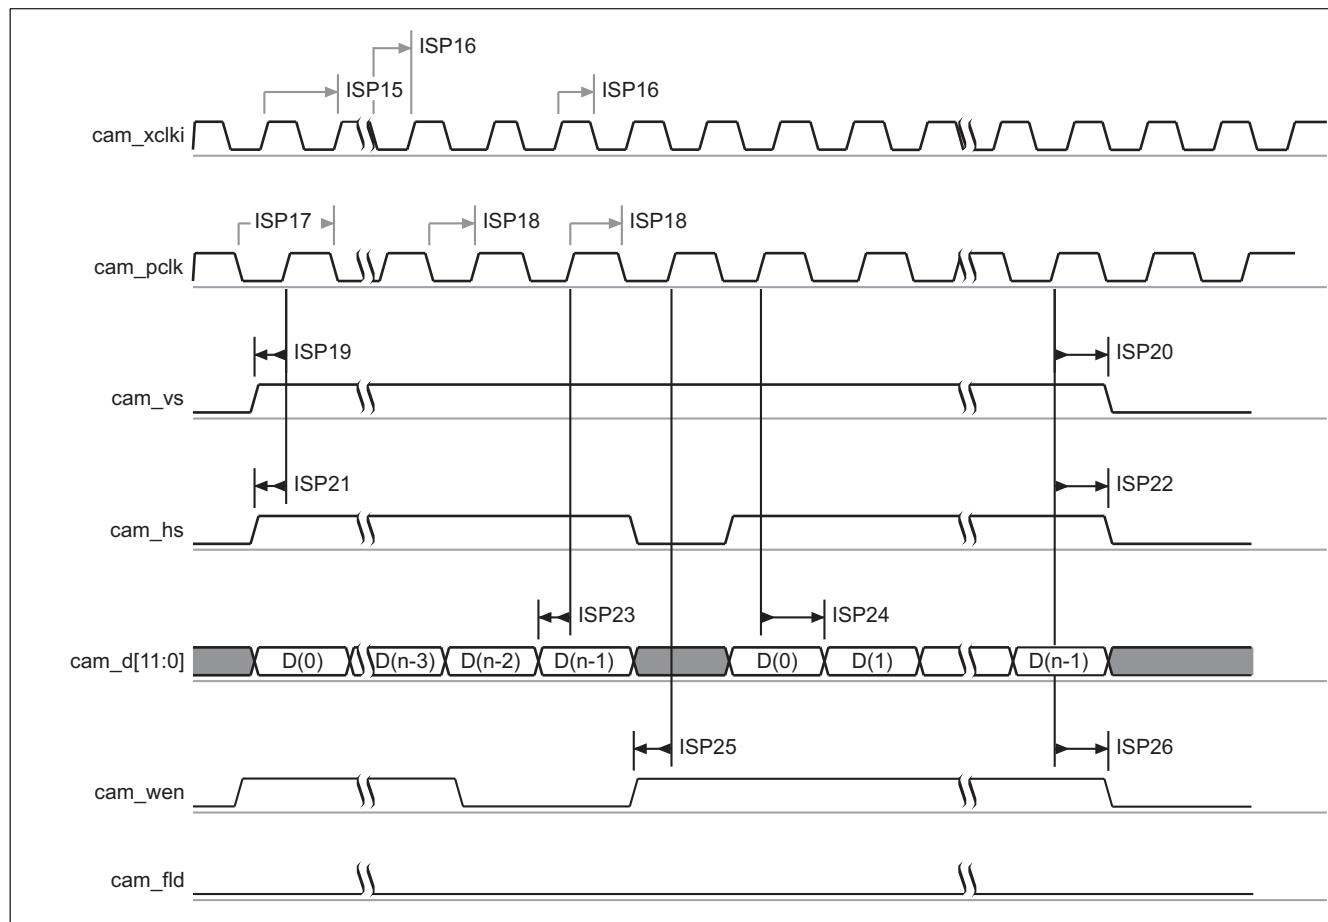 ISP16
ISP15
ISP16
cam_xclki
ISP17
ISP18
ISP18
cam_pclk
ISP19
ISP20
cam_vs
ISP21
ISP22
cam_hs
ISP23
ISP24
cam_d[11:0]
D(0)
D(n-3)
D(n-2)
D(n-1)
D(0)
D(1)
D(n-1)
ISP25
ISP26
cam_wen
cam_fld